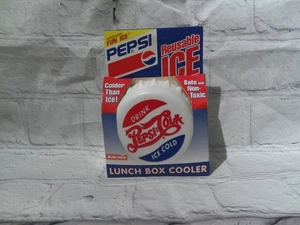 FUN ICE
PEPSI
Reusable
ICE
Colder
Than
Ice!
Safe and
Non-
Toxic
DRINK
Pepsi-Cola
ICE COLD
LUNCH BOX COOLER